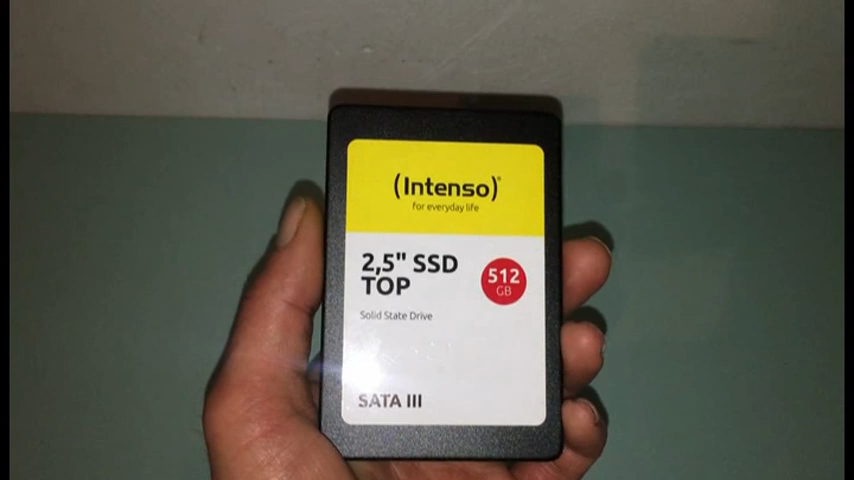 (Intenso)®
for everyday life
2,5" SSD
TOP
512
GB
Solid State Drive
SATA III